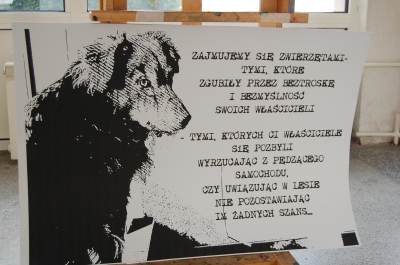 ZAJMUJEMY SIĘ ZWIERZĘTAMI-
TYMI, KTÓRE
ZGUBIŁY PRZEZ BEZTROSKĘ
I BEZMYŚLNOŚĆ
SWOICH WŁAŚCICIELI
- TYMI, KTÓRYCH CI WŁAŚCICIELE
SIĘ POZBYLI
WYRZUCAJĄC Z PĘDZĄCEGO
SAMOCHODU,
CZY UWIĄZUJĄC W LESIE
NIE POZOSTAWIAJĄC
IM ŻADNYCH SZANS...